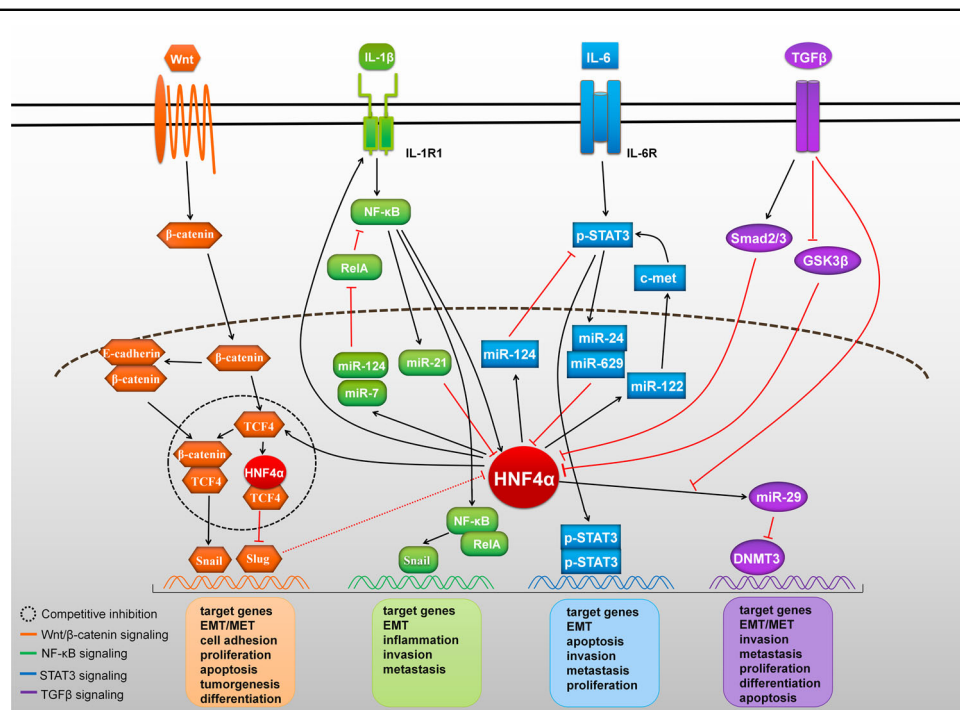 Wnt
IL-1β
IL-6
TGFβ
IL-1R1
IL-6R
β-catenin
NF-κB
p-STAT3
Smad2/3
GSK3β
RelA
c-met
miR-24
miR-629
miR-124
miR-122
E-cadherin
β-catenin
β-catenin
miR-124
miR-7
miR-21
TCF4
β-catenin
TCF4
HNF4α
TCF4
HNF4α
miR-29
NF-κB
RelA
Snail
Slug
Snail
p-STAT3
p-STAT3
DNMT3
Competitive inhibition
Wnt/β-catenin signaling
NF-κB signaling
STAT3 signaling
TGFβ signaling
target genes
EMT/MET
cell adhesion
proliferation
apoptosis
tumorgenesis
differentiation
target genes
EMT
inflammation
invasion
metastasis
target genes
EMT
apoptosis
invasion
metastasis
proliferation
target genes
EMT/MET
invasion
metastasis
proliferation
differentiation
apoptosis